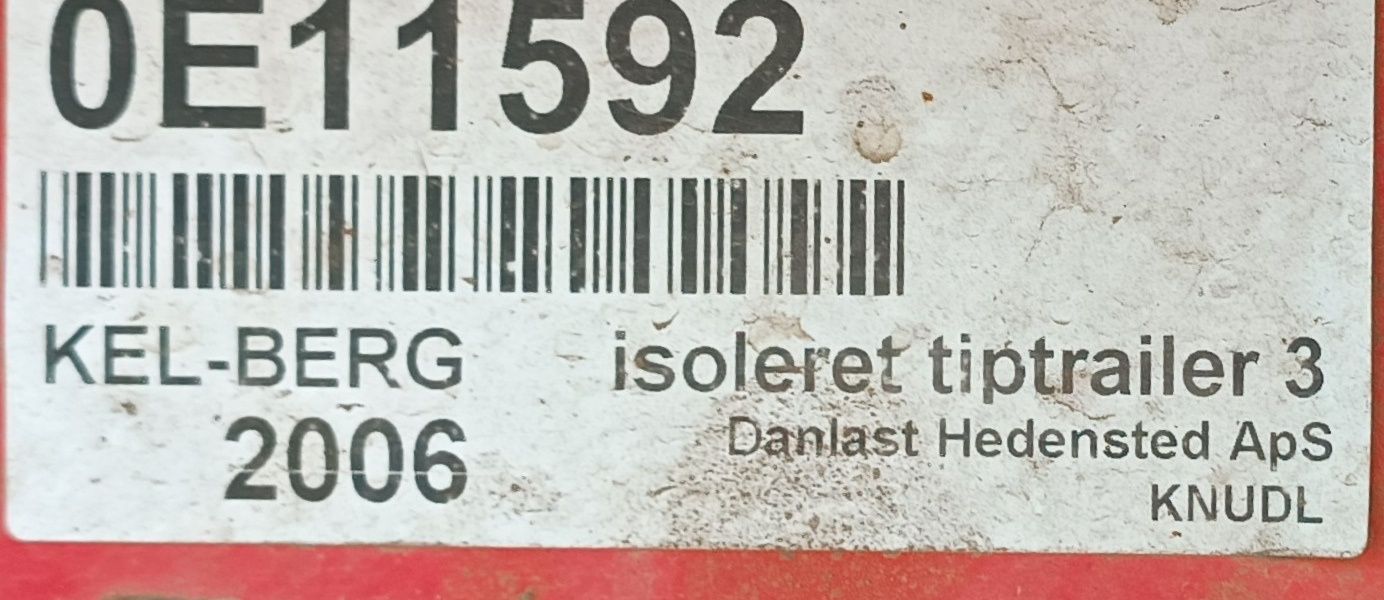 0E11592
KEL-BERG
isoleret tiptrailer 3
2006
Danlast Hedensted ApS
KNUDL